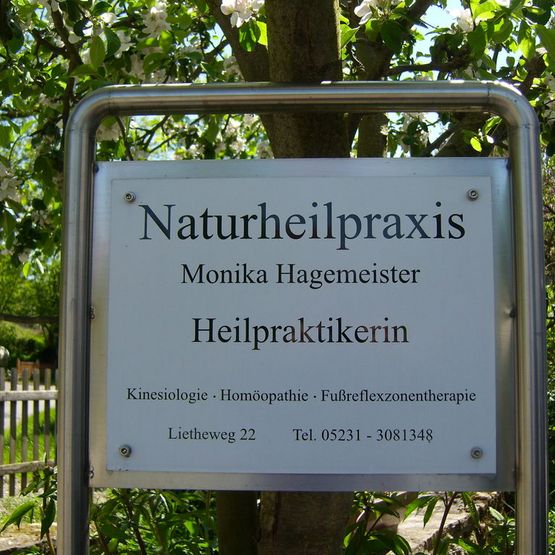 Naturheilpraxis
Monika Hagemeister
Heilpraktikerin
Kinesiologie · Homöopathie · Fußreflexzonentherapie
Lietheweg 22 Tel. 05231 - 3081348